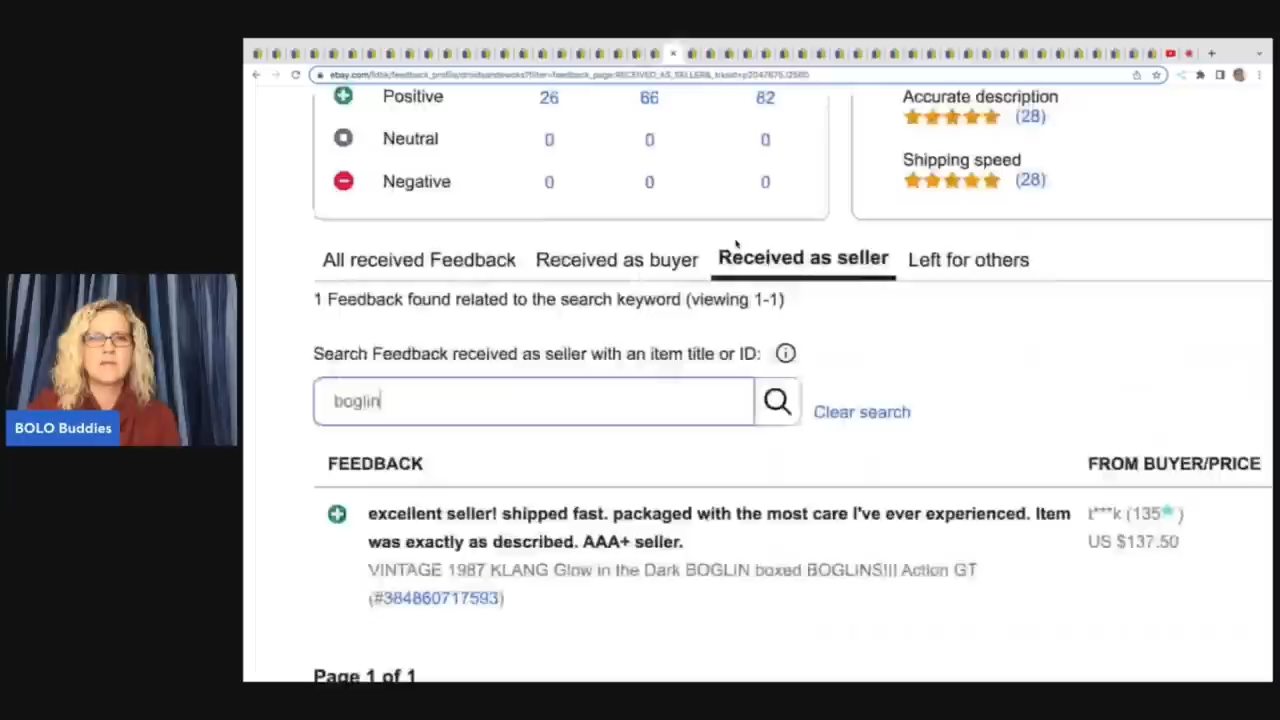 Positive 26 66 82
Neutral 0 0 0
Negative 0 0 0
Accurate description
(28)
Shipping speed
(28)
All received Feedback Received as buyer Received as seller Left for others
1 Feedback found related to the search keyword (viewing 1-1)
Search Feedback received as seller with an item title or ID:
boglin
Clear search
FEEDBACK FROM BUYER/PRICE
excellent seller! shipped fast. packaged with the most care I've ever experienced. Item t***k (135 )
was exactly as described. AAA+ seller. US $137.50
VINTAGE 1987 KLANG Glow in the Dark BOGLIN boxed BOGLINS!!! Action GT
(#384860717593)
Page 1 of 1
BOLO Buddies